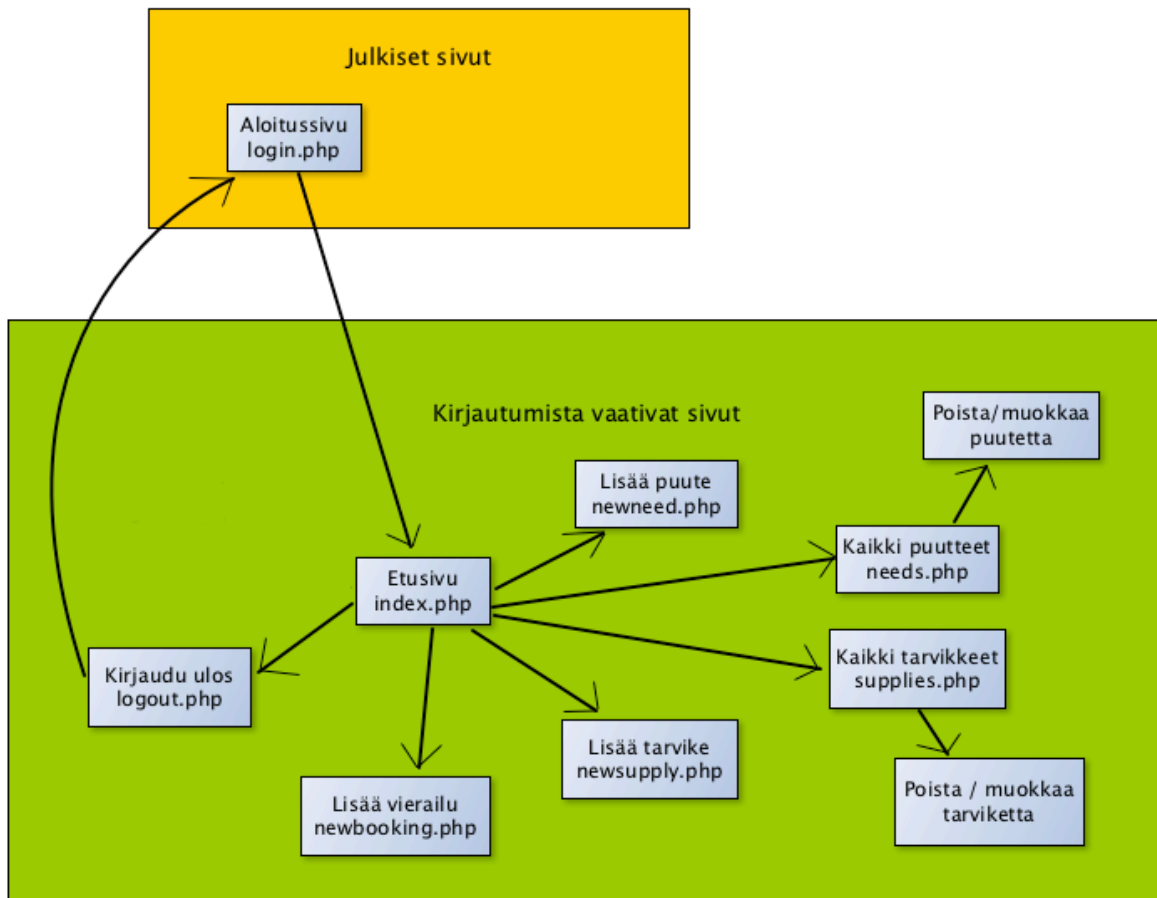 Julkiset sivut
Aloitussivu
login.php
Kirjautumista vaativat sivut
Poista/muokkaa
puutetta
Lisää puute
newneed.php
Kaikki puutteet
needs.php
Etusivu
index.php
Kaikki tarvikkeet
supplies.php
Kirjaudu ulos
logout.php
Lisää tarvike
newsupply.php
Lisää vierailu
newbooking.php
Poista / muokkaa
tarviketta